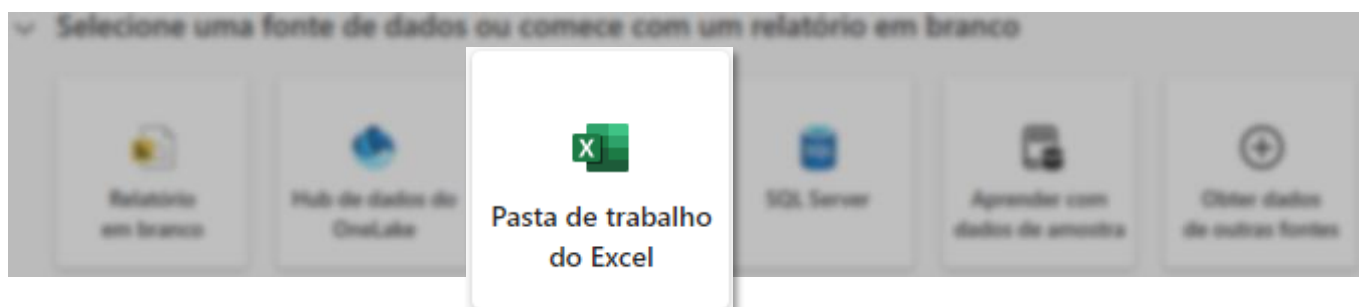 Selecione uma fonte de dados ou comece com um relatório em branco
Relatório
em branco
Hub de dados do
OneLake
Pasta de trabalho
do Excel
SQL Server
Aprender com
dados de amostra
Obter dados
de outras fontes